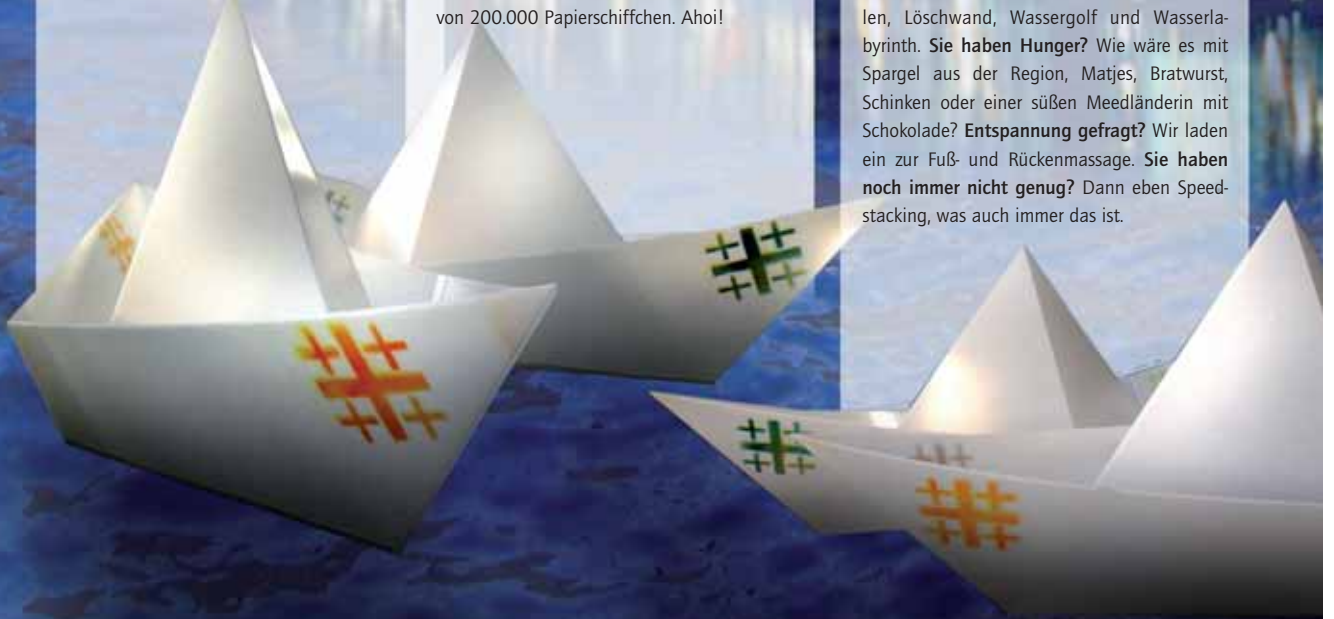 von 200.000 Papierschiffchen. Ahoi!
len, Löschwand, Wassergolf und Wasserla-
byrinth. Sie haben Hunger? Wie wäre es mit
Spargel aus der Region, Matjes, Bratwurst,
Schinken oder einer süßen Meedländerin mit
Schokolade? Entspannung gefragt? Wir laden
ein zur Fuß- und Rückenmassage. Sie haben
noch immer nicht genug? Dann eben Speed-
stacking, was auch immer das ist.